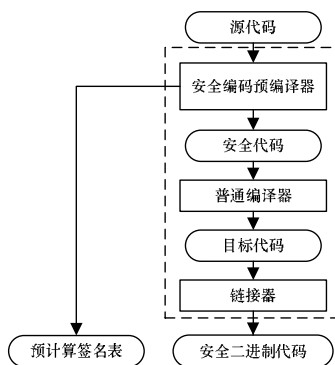 源代码
安全编码预编译器
安全代码
普通编译器
目标代码
链接器
预计算签名表
安全二进制代码